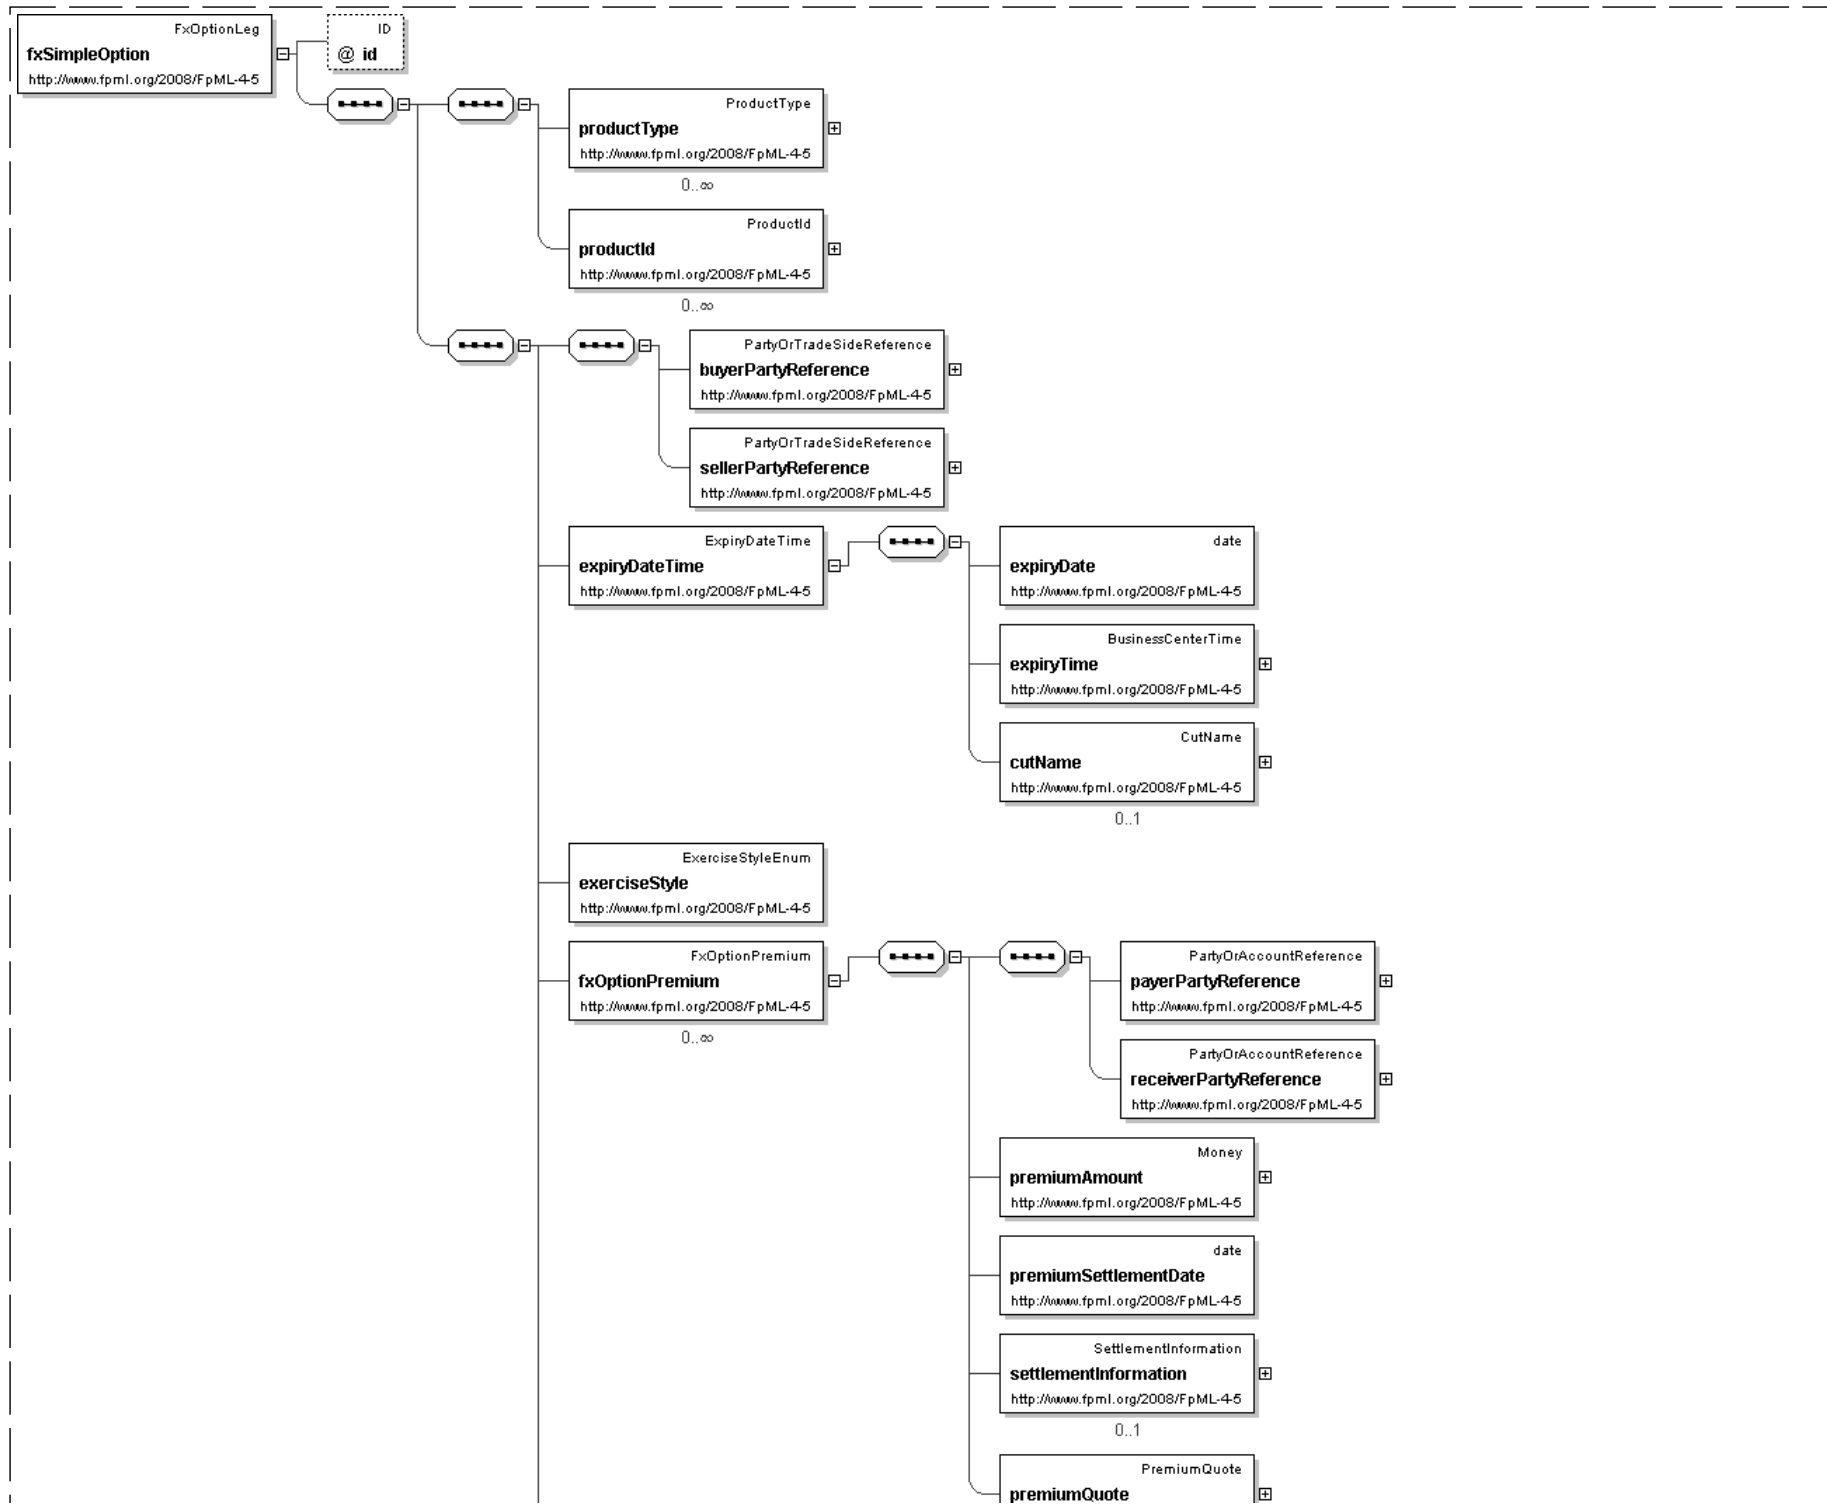 FxOptionLeg
fxSimpleOption
http://www.fpml.org/2008/FpML-4-5
ID
@ id
ProductType
productType
http://www.fpml.org/2008/FpML-4-5
0..∞
ProductId
productId
http://www.fpml.org/2008/FpML-4-5
0..∞
PartyOrTradeSideReference
buyerPartyReference
http://www.fpml.org/2008/FpML-4-5
PartyOrTradeSideReference
sellerPartyReference
http://www.fpml.org/2008/FpML-4-5
ExpiryDateTime
expiryDateTime
http://www.fpml.org/2008/FpML-4-5
date
expiryDate
http://www.fpml.org/2008/FpML-4-5
BusinessCenterTime
expiryTime
http://www.fpml.org/2008/FpML-4-5
CutName
cutName
http://www.fpml.org/2008/FpML-4-5
0..1
ExerciseStyleEnum
exerciseStyle
http://www.fpml.org/2008/FpML-4-5
FxOptionPremium
fxOptionPremium
http://www.fpml.org/2008/FpML-4-5
0..∞
PartyOrAccountReference
payerPartyReference
http://www.fpml.org/2008/FpML-4-5
PartyOrAccountReference
receiverPartyReference
http://www.fpml.org/2008/FpML-4-5
Money
premiumAmount
http://www.fpml.org/2008/FpML-4-5
date
premiumSettlementDate
http://www.fpml.org/2008/FpML-4-5
SettlementInformation
settlementInformation
http://www.fpml.org/2008/FpML-4-5
0..1
PremiumQuote
premiumQuote